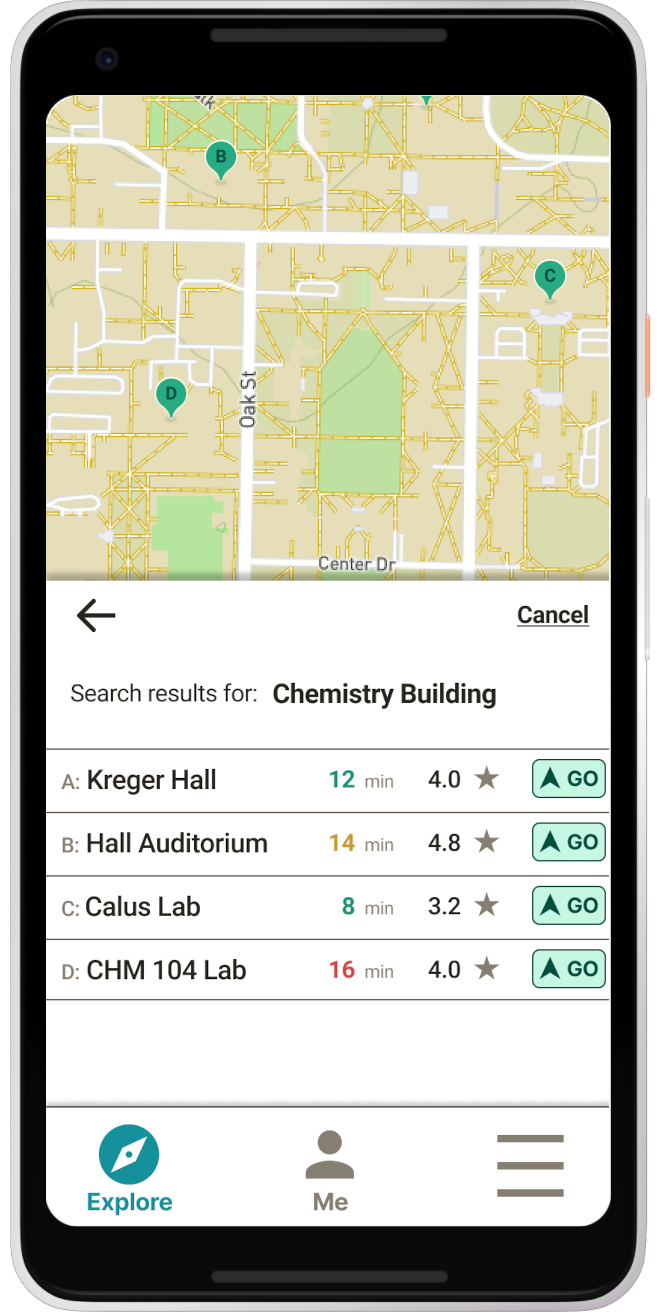 B
C
D
Oak St
Center Dr
Cancel
Search results for: Chemistry Building
A: Kreger Hall 12 min 4.0 GO
B: Hall Auditorium 14 min 4.8 GO
C: Calus Lab 8 min 3.2 GO
D: CHM 104 Lab 16 min 4.0 GO
Explore
Me